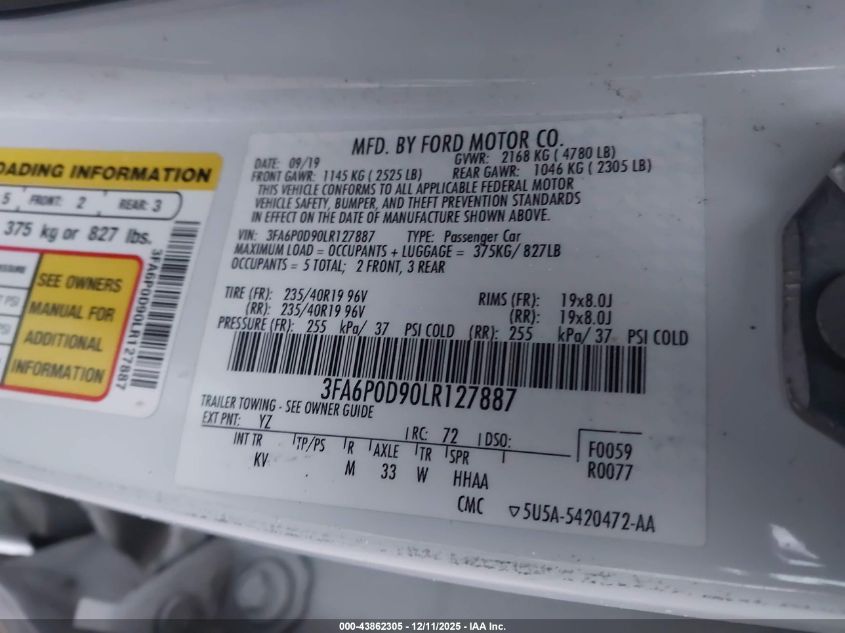 OADING INFORMATION
5 FRONT: 2 REAR: 3
375 kg or 827 lbs.
SEE OWNERS
MANUAL FOR
ADDITIONAL
INFORMATION
3FA6P0D90LR127887
MFD. BY FORD MOTOR CO.
DATE: 09/19 GVWR: 2168 KG ( 4780 LB)
FRONT GAWR: 1145 KG ( 2525 LB) REAR GAWR: 1046 KG ( 2305 LB)
THIS VEHICLE CONFORMS TO ALL APPLICABLE FEDERAL MOTOR
VEHICLE SAFETY, BUMPER, AND THEFT PREVENTION STANDARDS
IN EFFECT ON THE DATE OF MANUFACTURE SHOWN ABOVE.
VIN: 3FA6P0D90LR127887 TYPE: Passenger Car
MAXIMUM LOAD = OCCUPANTS + LUGGAGE = 375KG/ 827LB
OCCUPANTS = 5 TOTAL; 2 FRONT, 3 REAR
TIRE (FR): 235/40R19 96V RIMS (FR): 19x8.0J
(RR): 235/40R19 96V (RR): 19x8.0J
PRESSURE (FR): 255 kPa/ 37 PSI COLD (RR): 255 kPa/ 37 PSI COLD
3FA6P0D90LR127887
TRAILER TOWING - SEE OWNER GUIDE
EXT PNT: YZ RC: 72 DSO: F0059
INT TR TP/PS R AXLE TR SPR R0077
KV M 33 W HHAA
CMC ▽5U5A-5420472-AA
000-43862305 - 12/11/2025 - IAA Inc.